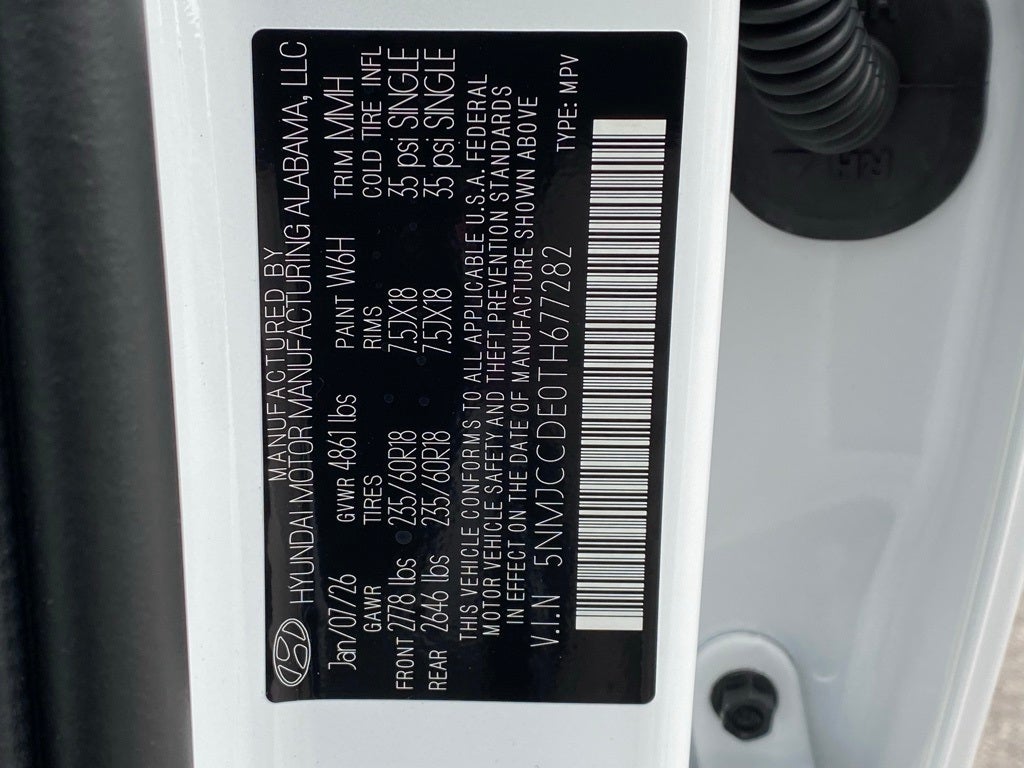 MANUFACTURED BY
HYUNDAI MOTOR MANUFACTURING ALABAMA, LLC
Jan/07/26 GVWR 4861 lbs PAINT W6H TRIM MMH
GAWR TIRES RIMS COLD TIRE INFL
FRONT 2778 lbs 235/60R18 7.5JX18 35 psi SINGLE
REAR 2646 lbs 235/60R18 7.5JX18 35 psi SINGLE
THIS VEHICLE CONFORMS TO ALL APPLICABLE U.S.A. FEDERAL
MOTOR VEHICLE SAFETY AND THEFT PREVENTION STANDARDS
IN EFFECT ON THE DATE OF MANUFACTURE SHOWN ABOVE
V.I.N 5NMJCCDE0TH677282 TYPE: MPV
RH